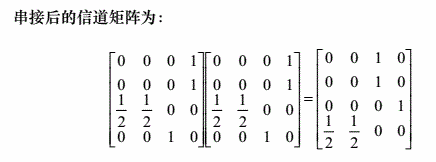 串接后的信道矩阵为：
[0 0 0 1] [0 0 0 1] [0 0 1 0]
[0 0 0 1] [0 0 0 1] [0 0 1 0]
[1/2 1/2 0 0] [1/2 1/2 0 0] = [0 0 0 1]
[0 0 1 0] [0 0 1 0] [1/2 1/2 0 0]